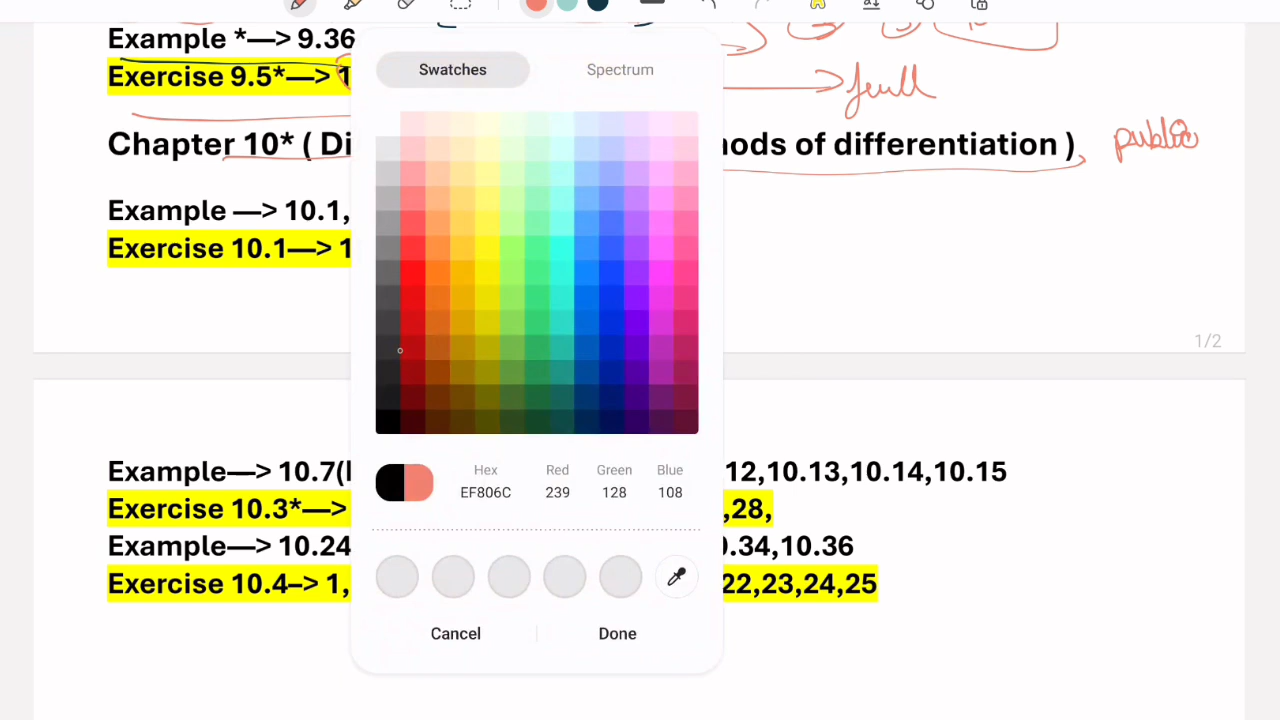 Example *—> 9.36
Exercise 9.5*—> 1
full
Chapter 10* ( Di
ods of differentiation )
public
Example —> 10.1,
Exercise 10.1—> 1
1/2
Swatches
Spectrum
Hex
Red
Green
Blue
EF806C
239
128
108
Example—> 10.7(
12,10.13,10.14,10.15
Exercise 10.3*—>
,28,
Example—> 10.24
.34,10.36
Exercise 10.4–> 1,
22,23,24,25
Cancel
Done